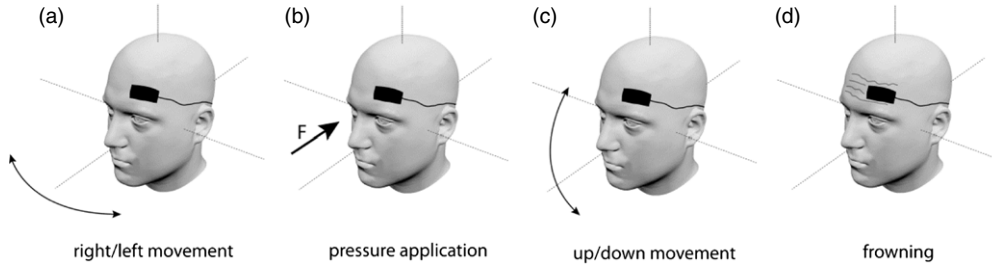 (a)
(b)
(c)
(d)
F
right/left movement
pressure application
up/down movement
frowning